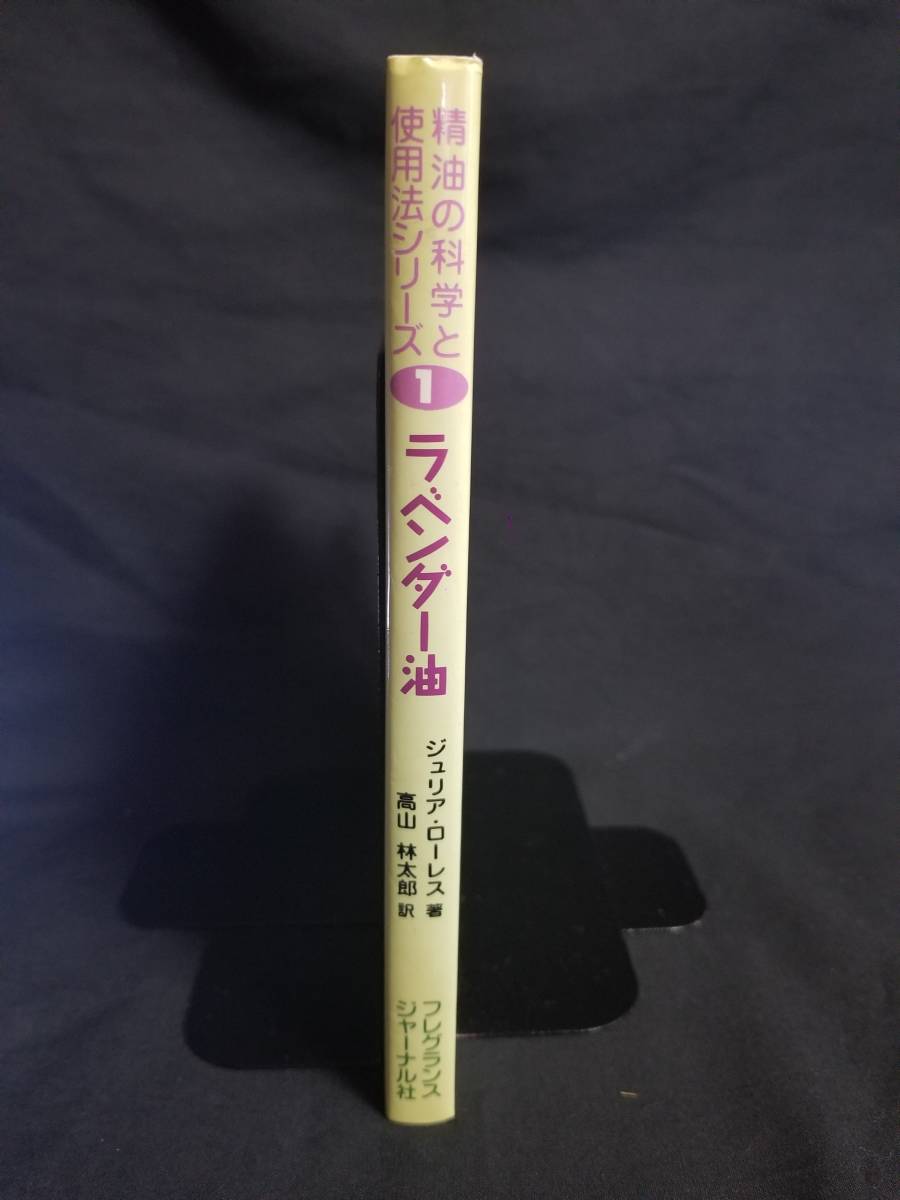 精油の科学と
使用法シリーズ
1
ラベンダー油
ジュリア・ローレス 著
高山 林太郎 訳
フレグランス
ジャーナル社